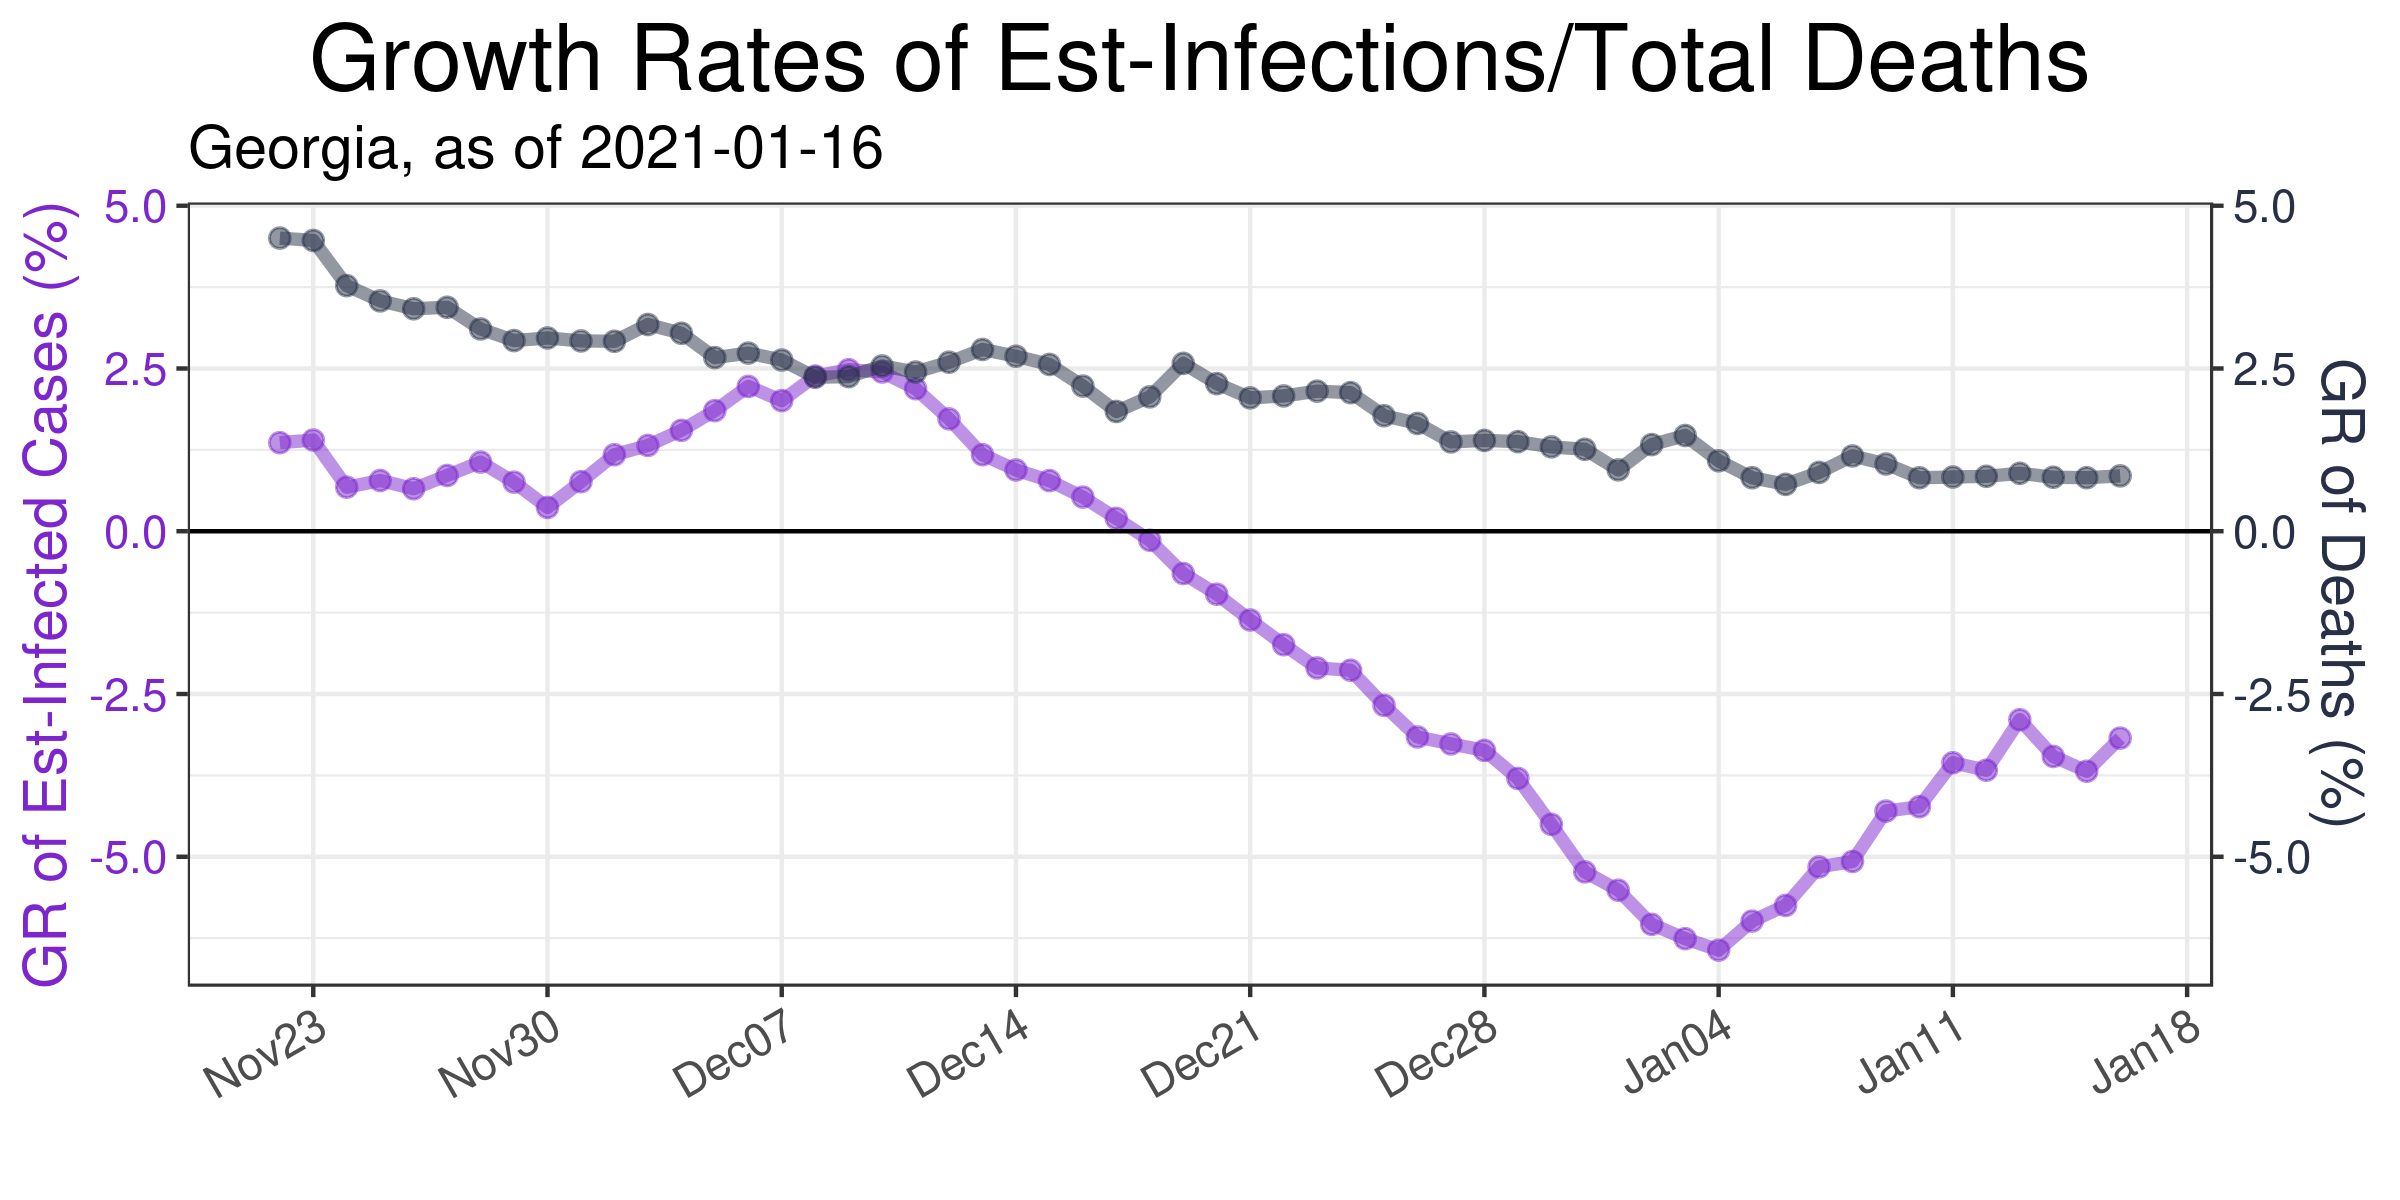 Growth Rates of Est-Infections/Total Deaths
Georgia, as of 2021-01-16
GR of Est-Infected Cases (%)
5.0
2.5
0.0
-2.5
-5.0
5.0
2.5
0.0
-2.5
-5.0
GR of Deaths (%)
Nov23
Nov30
Dec07
Dec14
Dec21
Dec28
Jan04
Jan11
Jan18